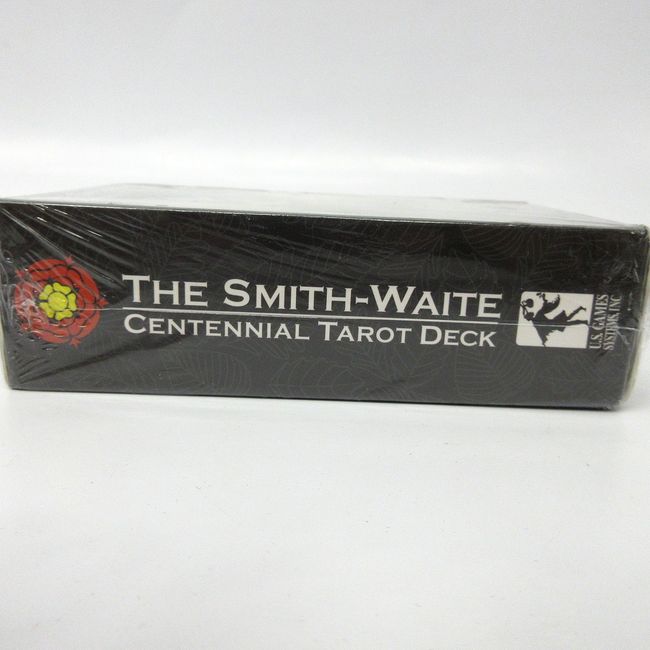 THE SMITH-WAITE
CENTENNIAL TAROT DECK
U.S. GAMES
SYSTEMS, INC.